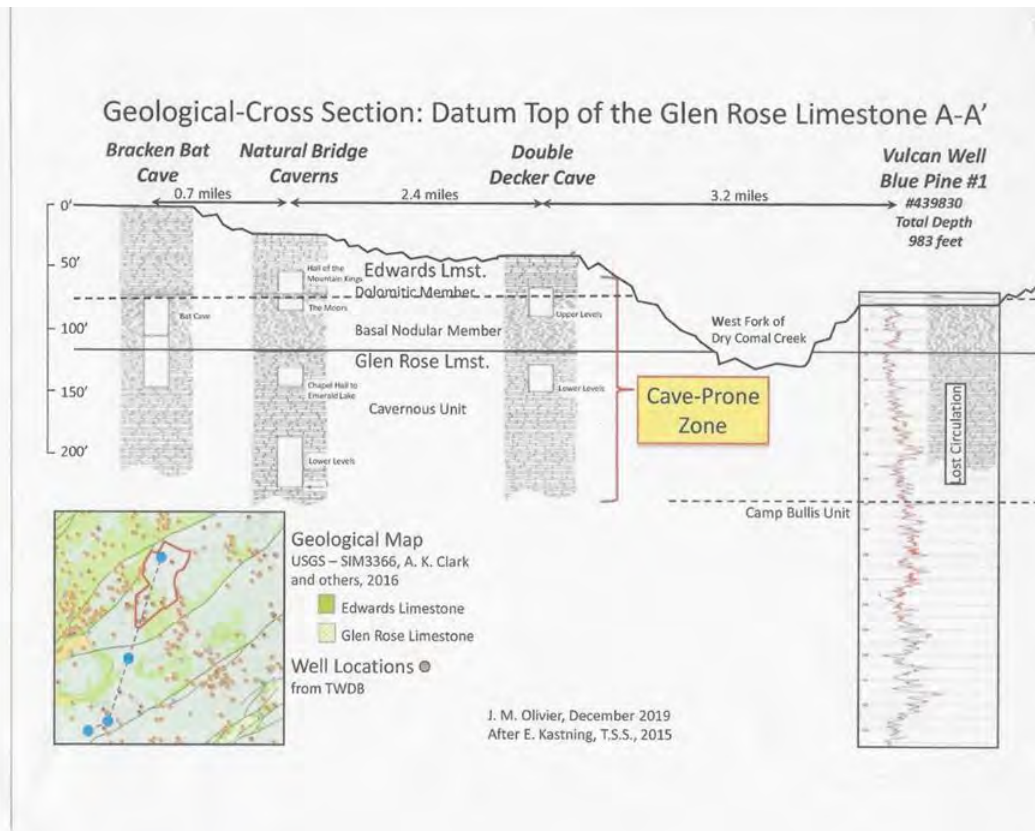 Geological-Cross Section: Datum Top of the Glen Rose Limestone A-A'
Bracken Bat
Cave
Natural Bridge
Caverns
Double
Decker Cave
Vulcan Well
Blue Pine #1
#439830
Total Depth
983 feet
0.7 miles
2.4 miles
3.2 miles
0'
50'
100'
150'
200'
Hall of the
Mountain Kings
Edwards Lmst.
Dolomitic Member
The Moors
Bat Cave
Upper Levels
Basal Nodular Member
West Fork of
Dry Comal Creek
Glen Rose Lmst.
Chapel Hall to
Emerald Lake
Lower Levels
Cavernous Unit
Cave-Prone
Zone
Lost Circulation
Lower Levels
Camp Bullis Unit
Geological Map
USGS – SIM3366, A. K. Clark
and others, 2016
Edwards Limestone
Glen Rose Limestone
Well Locations
from TWDB
J. M. Olivier, December 2019
After E. Kastning, T.S.S., 2015